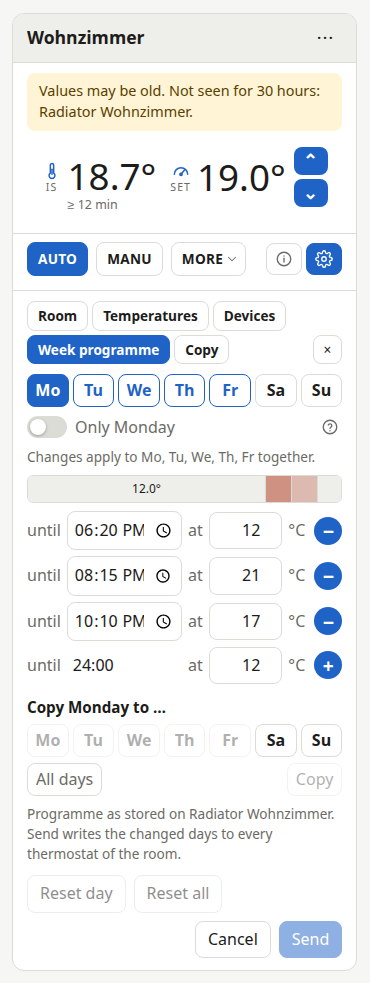 Wohnzimmer ···
Values may be old. Not seen for 30 hours:
Radiator Wohnzimmer.
IS 18.7° SET 19.0°
≥ 12 min
AUTO MANU MORE
Room Temperatures Devices
Week programme Copy ×
Mo Tu We Th Fr Sa Su
Only Monday
Changes apply to Mo, Tu, We, Th, Fr together.
12.0°
until 06:20 PM at 12 °C −
until 08:15 PM at 21 °C −
until 10:10 PM at 17 °C −
until 24:00 at 12 °C +
Copy Monday to ...
Mo Tu We Th Fr Sa Su
All days Copy
Programme as stored on Radiator Wohnzimmer.
Send writes the changed days to every
thermostat of the room.
Reset day Reset all
Cancel Send